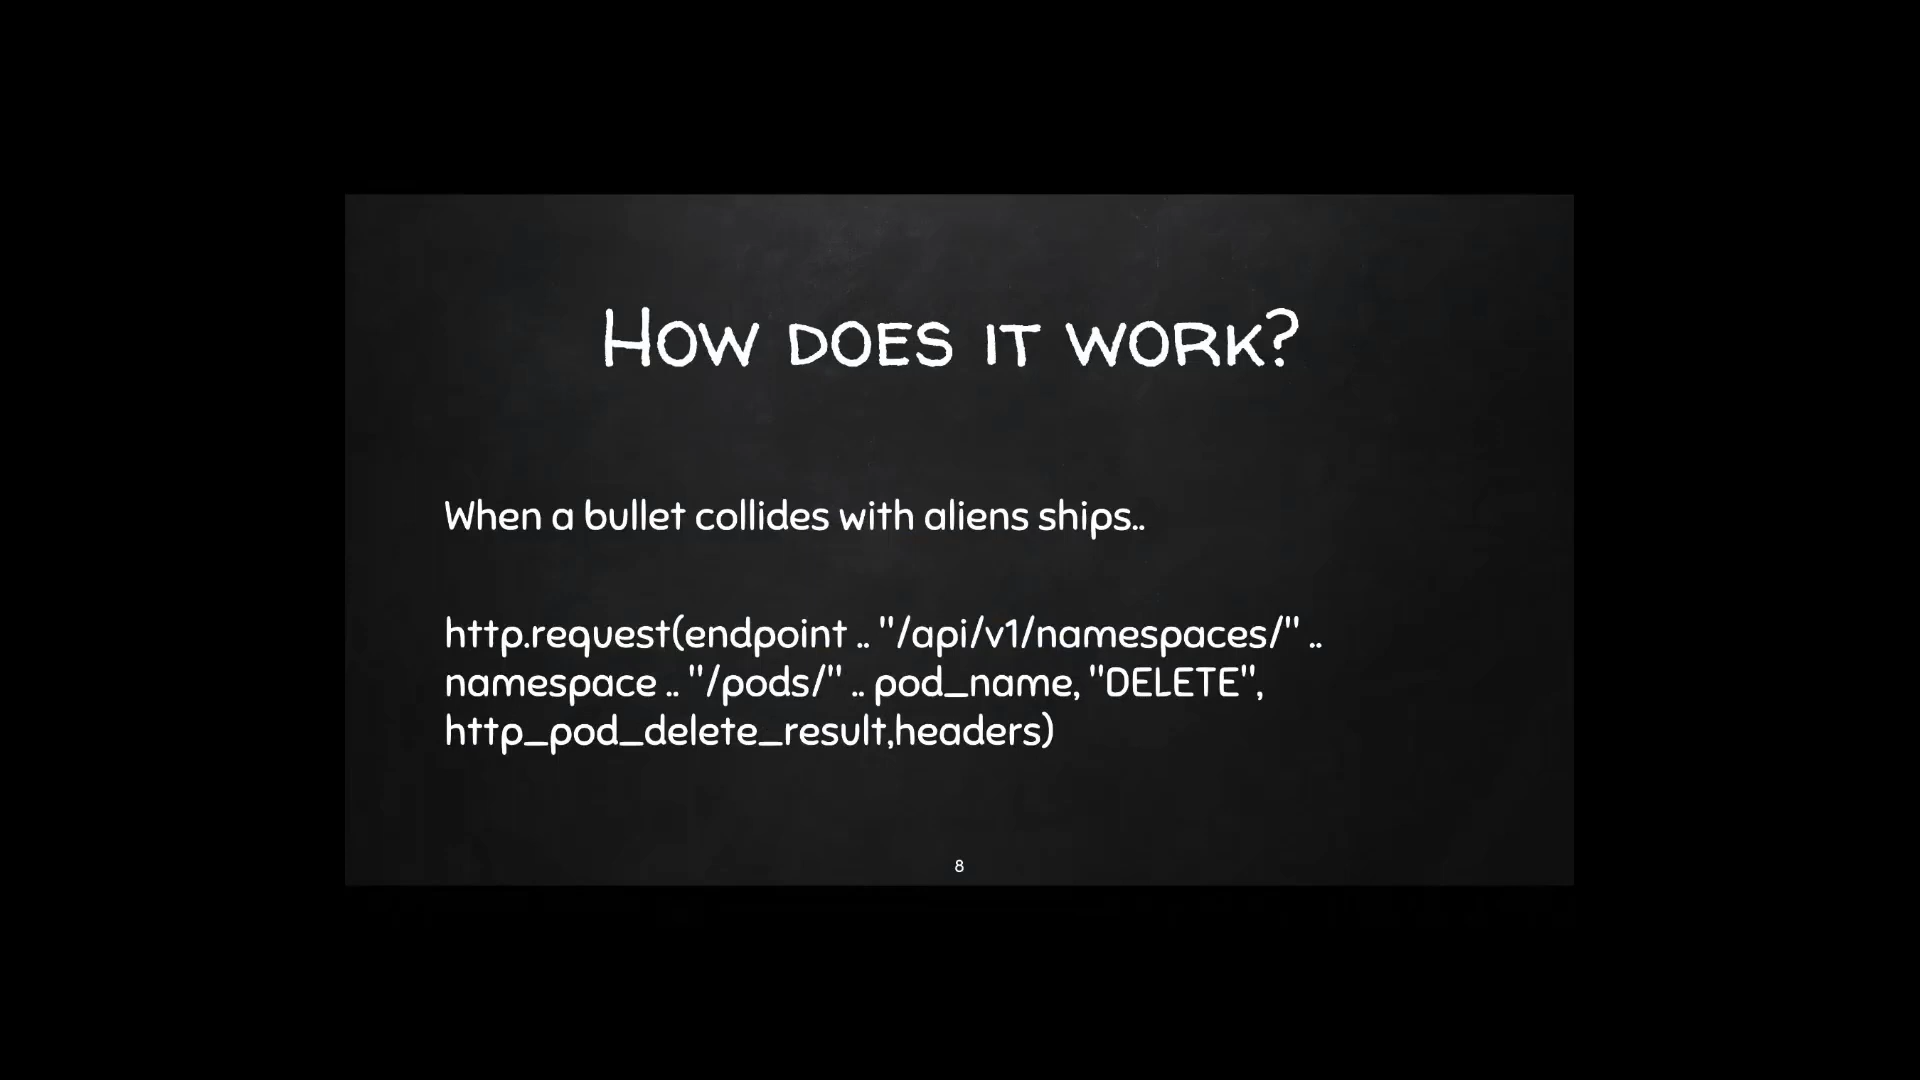 How does it work?
When a bullet collides with aliens ships..
http.request(endpoint .. "/api/v1/namespaces/" ..
namespace .. "/pods/" .. pod_name, "DELETE",
http_pod_delete_result,headers)
8